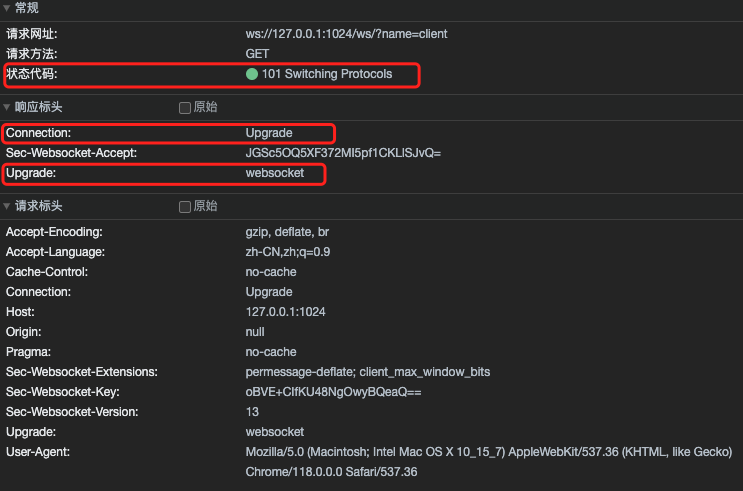 常规
请求网址: ws://127.0.0.1:1024/ws/?name=client
请求方法: GET
状态代码: 101 Switching Protocols
响应标头 原始
Connection: Upgrade
Sec-Websocket-Accept: JGSc5OQ5XF372MI5pf1CKLlSJvQ=
Upgrade: websocket
请求标头 原始
Accept-Encoding: gzip, deflate, br
Accept-Language: zh-CN,zh;q=0.9
Cache-Control: no-cache
Connection: Upgrade
Host: 127.0.0.1:1024
Origin: null
Pragma: no-cache
Sec-Websocket-Extensions: permessage-deflate; client_max_window_bits
Sec-Websocket-Key: oBVE+CIfKU48NgOwyBQeaQ==
Sec-Websocket-Version: 13
Upgrade: websocket
User-Agent: Mozilla/5.0 (Macintosh; Intel Mac OS X 10_15_7) AppleWebKit/537.36 (KHTML, like Gecko)
Chrome/118.0.0.0 Safari/537.36